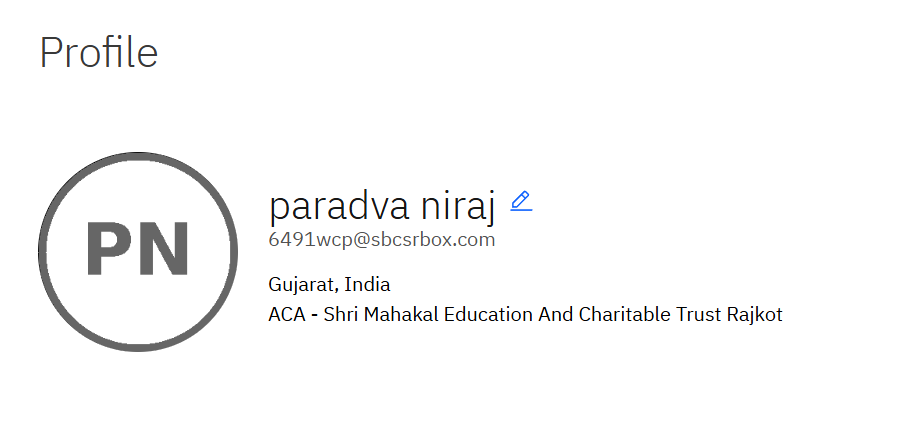 Profile
PN
paradva niraj
6491wcp@sbcsrbox.com
Gujarat, India
ACA - Shri Mahakal Education And Charitable Trust Rajkot